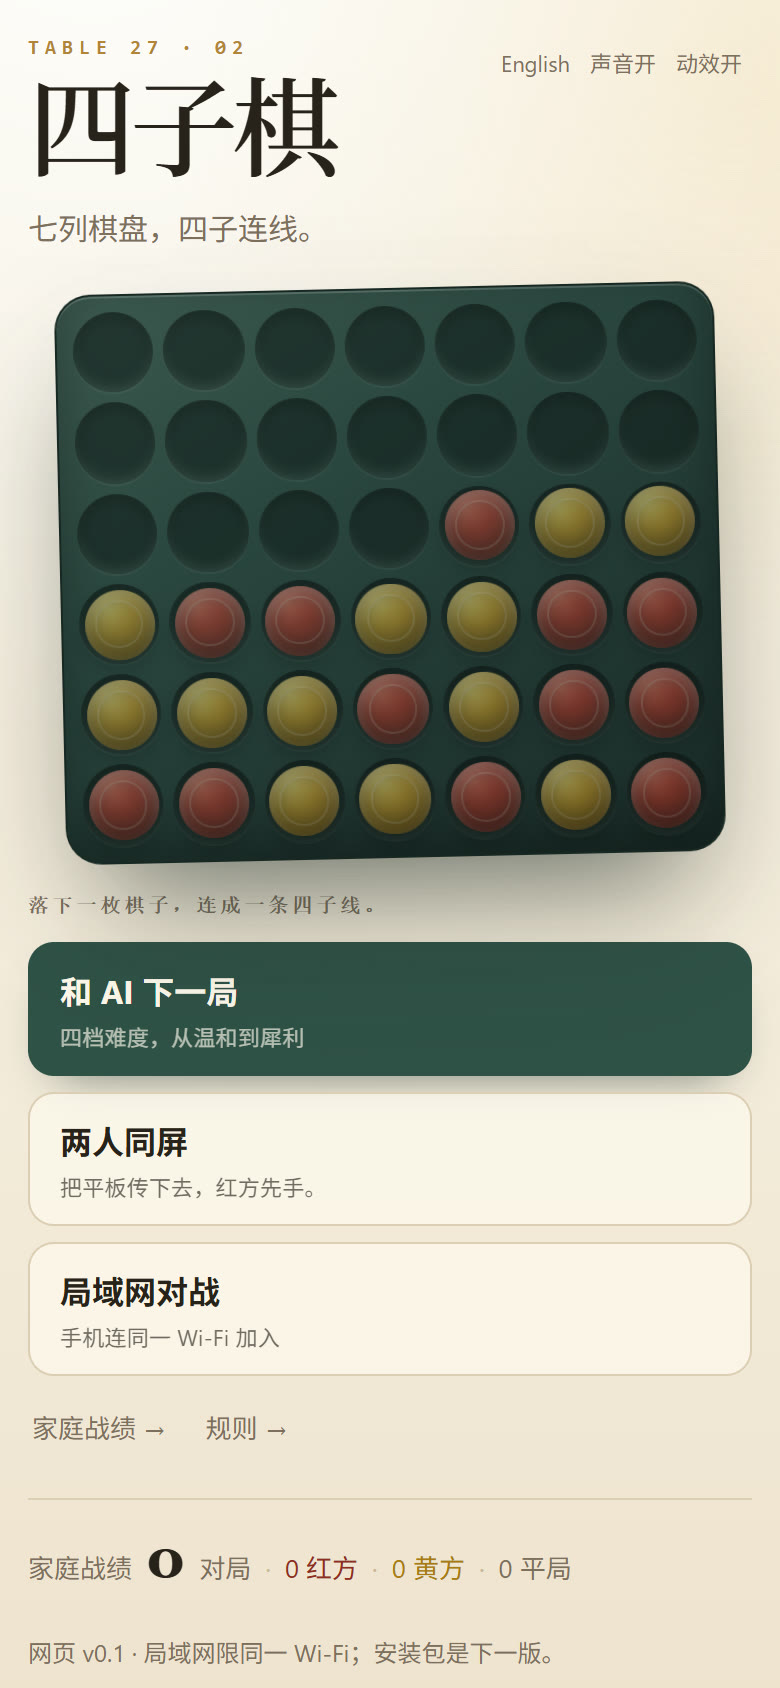 TABLE 27 · 02
English 声音开 动效开
四子棋
七列棋盘，四子连线。
落下一枚棋子，连成一条四子线。
和 AI 下一局
四档难度，从温和到犀利
两人同屏
把平板传下去，红方先手。
局域网对战
手机连同一 Wi-Fi 加入
家庭战绩 → 规则 →
家庭战绩 0 对局 · 0 红方 · 0 黄方 · 0 平局
网页 v0.1 · 局域网限同一 Wi-Fi；安装包是下一版。